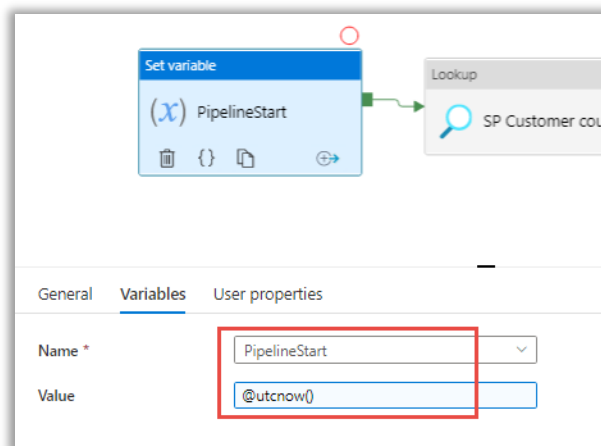 Set variable
Lookup
(x) PipelineStart
SP Customer cou
{}
General Variables User properties
Name * PipelineStart
Value @utcnow()